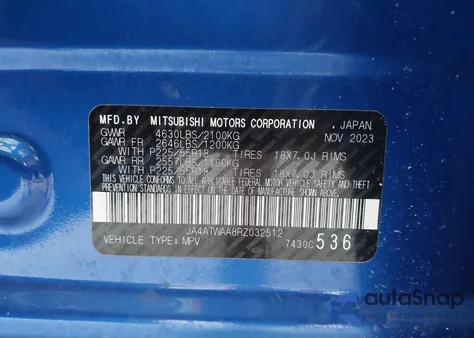 MFD. BY MITSUBISHI MOTORS CORPORATION , JAPAN
GVWR 4630LBS/2100KG NOV 2023
GAWR FR 2646LBS/1200KG
WITH P225/55R18 TIRES 18X7.0J RIMS
GAWR RR 2557LBS/1160KG
WITH P225/55R18 TIRES 18X7.0J RIMS
THIS VEHICLE CONFORMS TO ALL APPLICABLE FEDERAL MOTOR VEHICLE SAFETY AND THEFT
PREVENTION STANDARDS IN EFFECT ON THE DATE OF MANUFACTURE SHOWN ABOVE.
JA4ATWAA8RZ032512
VEHICLE TYPE: MPV 7430C536
autoSnap